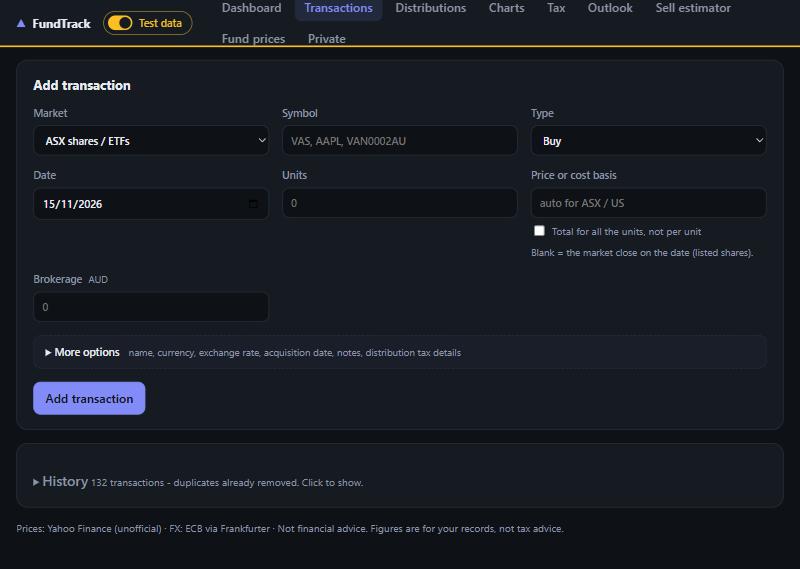 FundTrack
Test data
Dashboard Transactions Distributions Charts Tax Outlook Sell estimator
Fund prices Private
Add transaction
Market Symbol Type
ASX shares / ETFs VAS, AAPL, VAN0002AU Buy
Date Units Price or cost basis
15/11/2026 0 auto for ASX / US
Total for all the units, not per unit
Blank = the market close on the date (listed shares).
Brokerage AUD
0
More options name, currency, exchange rate, acquisition date, notes, distribution tax details
Add transaction
History 132 transactions - duplicates already removed. Click to show.
Prices: Yahoo Finance (unofficial) · FX: ECB via Frankfurter · Not financial advice. Figures are for your records, not tax advice.